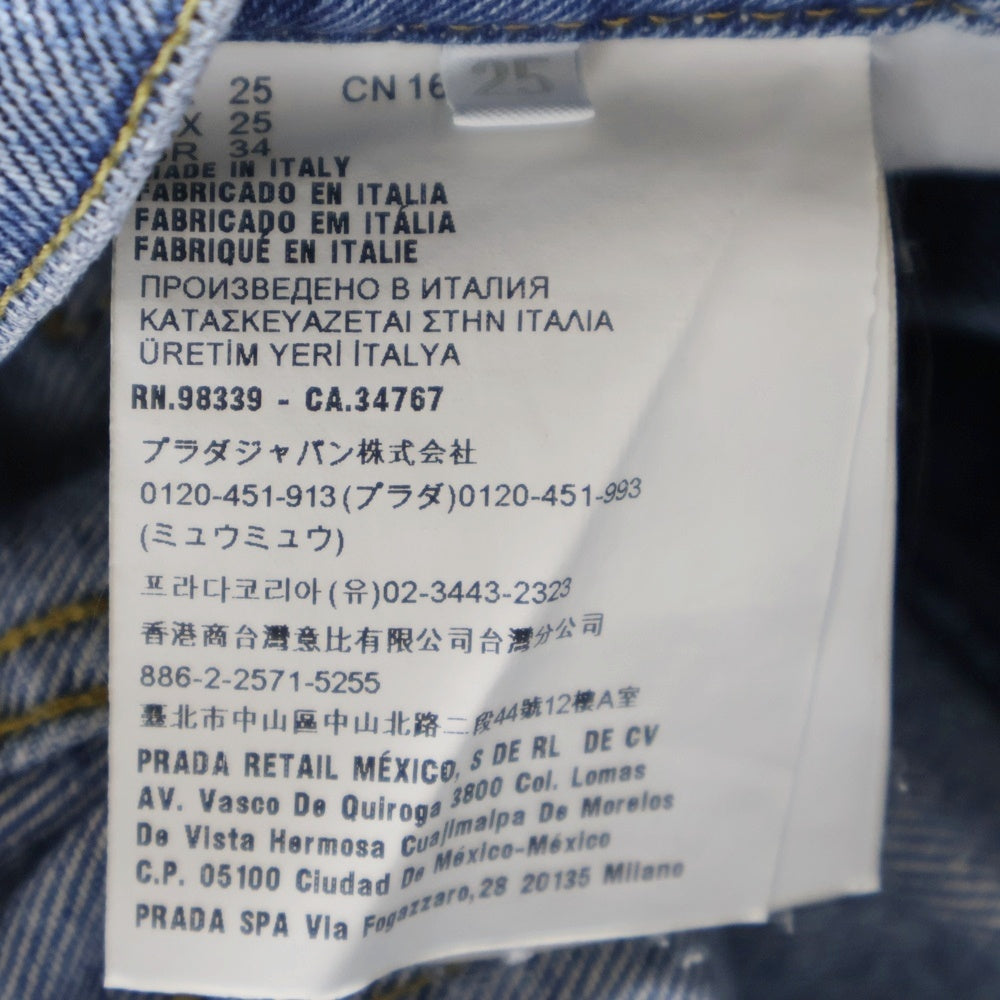 25 CN 16 25
X 25
BR 34
MADE IN ITALY
FABRICADO EN ITALIA
FABRICADO EM ITÁLIA
FABRIQUÉ EN ITALIE
ПРОИЗВЕДЕНО В ИТАЛИЯ
ΚΑΤΑΣΚΕΥΑΖΕΤΑΙ ΣΤΗΝ ΙΤΑΛΙΑ
ÜRETİM YERİ İTALYA
RN.98339 - CA.34767
プラダジャパン株式会社
0120-451-913(プラダ)0120-451-993
(ミュウミュウ)
프라다코리아(유)02-3443-2323
香港商台灣意比有限公司台灣分公司
886-2-2571-5255
臺北市中山區中山北路二段44號12樓A室
PRADA RETAIL MÉXICO, S DE RL DE CV
AV. Vasco De Quiroga 3800 Col. Lomas
De Vista Hermosa Cuajimalpa De Morelos
C.P. 05100 Ciudad De México-México
PRADA SPA Via Fogazzaro,28 20135 Milano